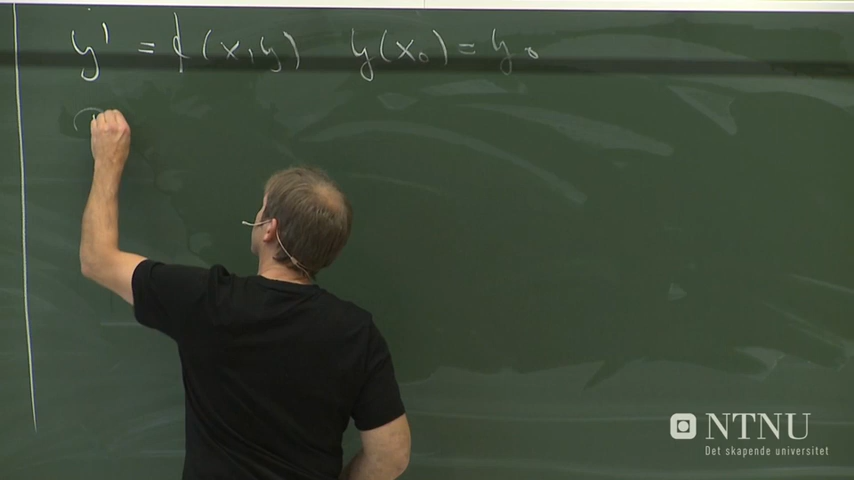 y' = f(x,y) y(x₀) = y₀
NTNU
Det skapende universitet